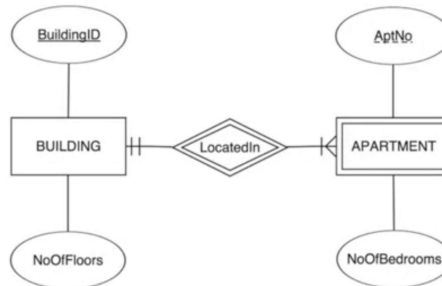 BuildingID
AptNo
BUILDING
LocatedIn
APARTMENT
NoOfFloors
NoOfBedrooms